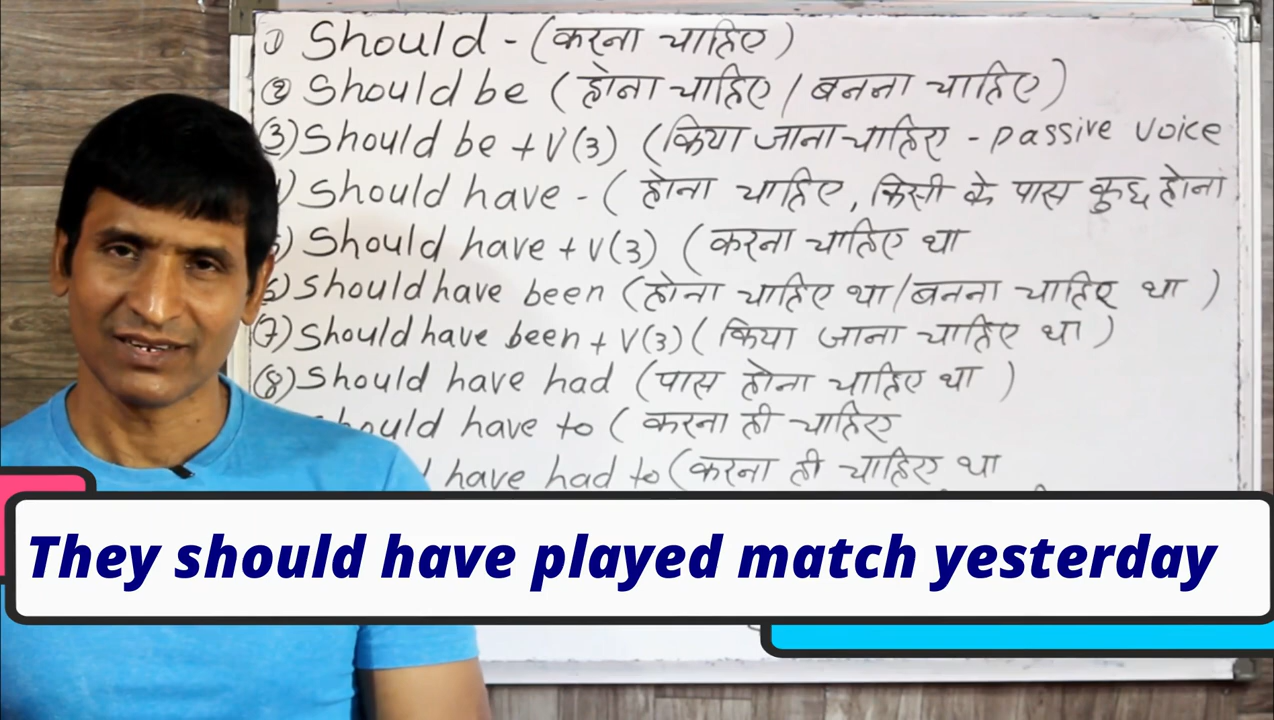 1) Should - (करना चाहिए)
2) Should be (होना चाहिए / बनना चाहिए)
(3) Should be + V(3) (किया जाना चाहिए - passive voice
) Should have - ( होना चाहिए, किसी के पास कुछ होना
) Should have + V(3) (करना चाहिए था
) Should have been (होना चाहिए था/बनना चाहिए था )
(7) Should have been + V(3) ( किया जाना चाहिए था )
(8) Should have had (पास होना चाहिए था )
hould have to ( करना ही चाहिए
have had to (करना ही चाहिए था
They should have played match yesterday